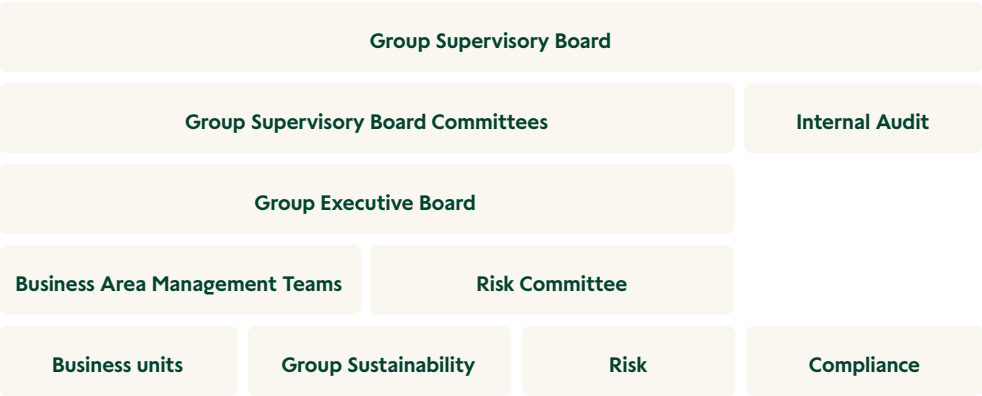 Group Supervisory Board
Group Supervisory Board Committees
Internal Audit
Group Executive Board
Business Area Management Teams
Risk Committee
Business units
Group Sustainability
Risk
Compliance